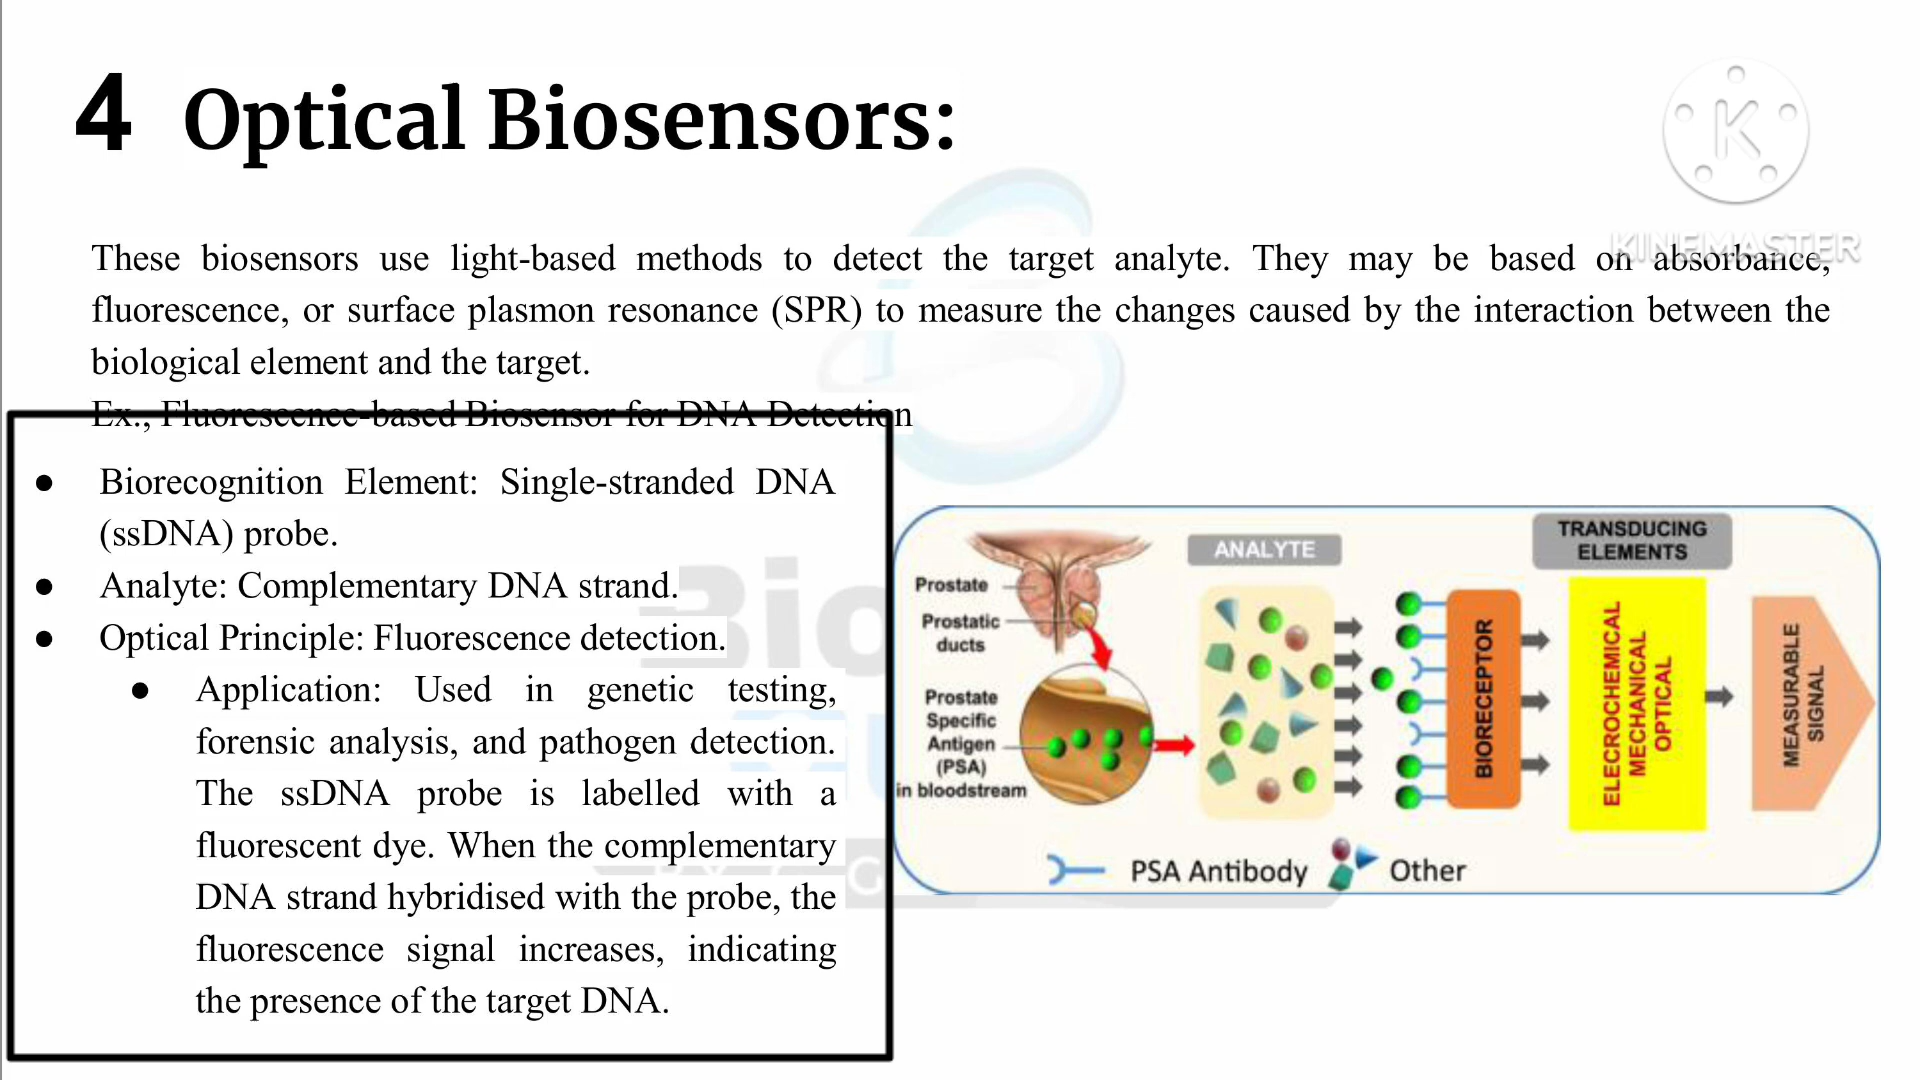 4 Optical Biosensors:
K
KINEMASTER
These biosensors use light-based methods to detect the target analyte. They may be based on absorbance,
fluorescence, or surface plasmon resonance (SPR) to measure the changes caused by the interaction between the
biological element and the target.
Ex., Fluorescence-based Biosensor for DNA Detection
● Biorecognition Element: Single-stranded DNA
(ssDNA) probe.
● Analyte: Complementary DNA strand.
● Optical Principle: Fluorescence detection.
● Application: Used in genetic testing,
forensic analysis, and pathogen detection.
The ssDNA probe is labelled with a
fluorescent dye. When the complementary
DNA strand hybridised with the probe, the
fluorescence signal increases, indicating
the presence of the target DNA.
Bio
Prostate
Prostatic
ducts
Prostate
Specific
Antigen
(PSA)
in bloodstream
ANALYTE
BIORECEPTOR
TRANSDUCING
ELEMENTS
ELECROCHEMICAL
MECHANICAL
OPTICAL
MEASURABLE
SIGNAL
PSA Antibody
Other